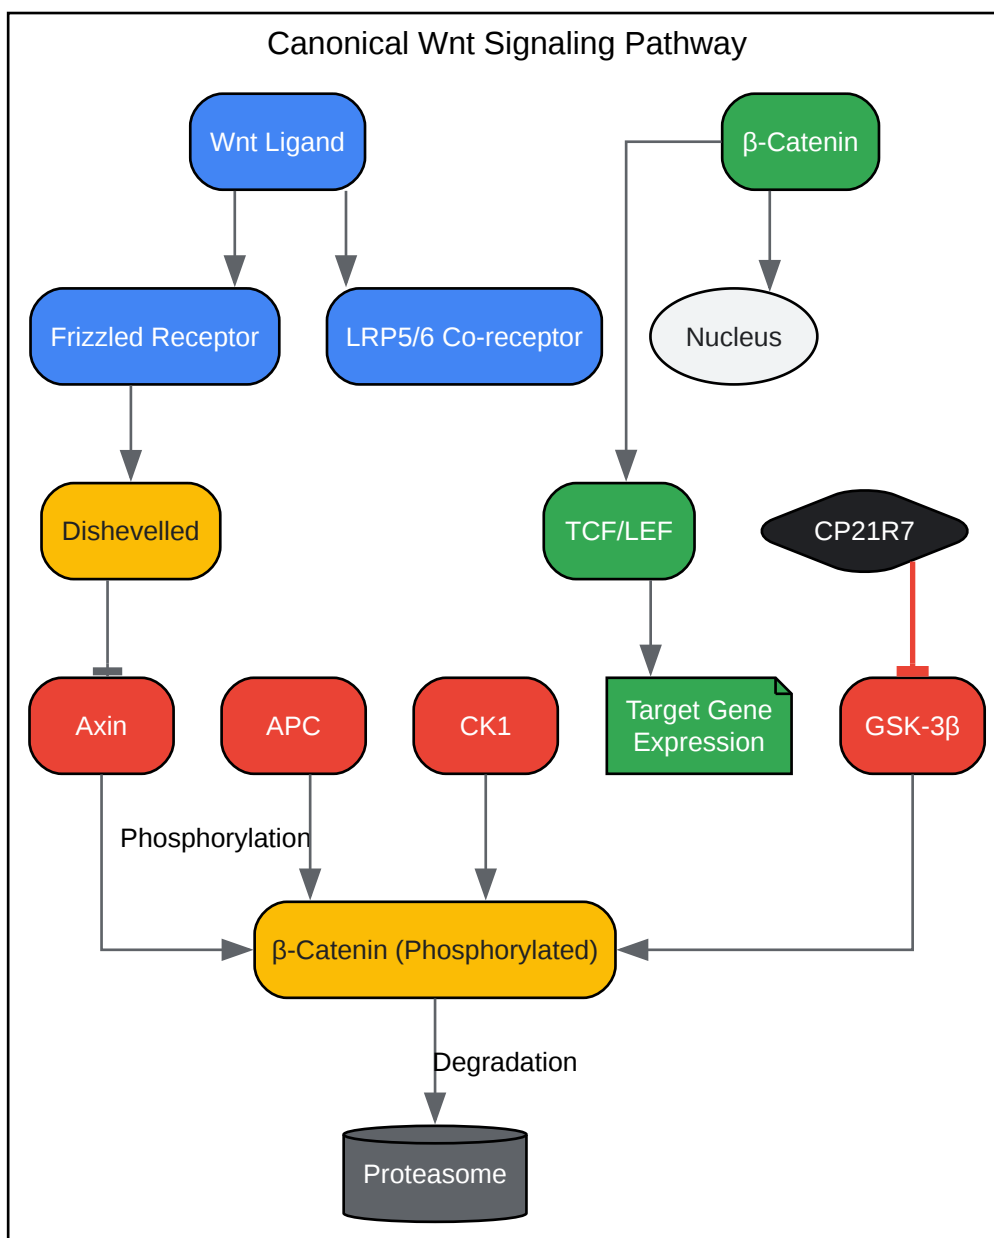 Canonical Wnt Signaling Pathway
Wnt Ligand
β-Catenin
Frizzled Receptor
LRP5/6 Co-receptor
Nucleus
Dishevelled
TCF/LEF
CP21R7
Axin
APC
CK1
Target Gene
Expression
GSK-3β
Phosphorylation
β-Catenin (Phosphorylated)
Degradation
Proteasome